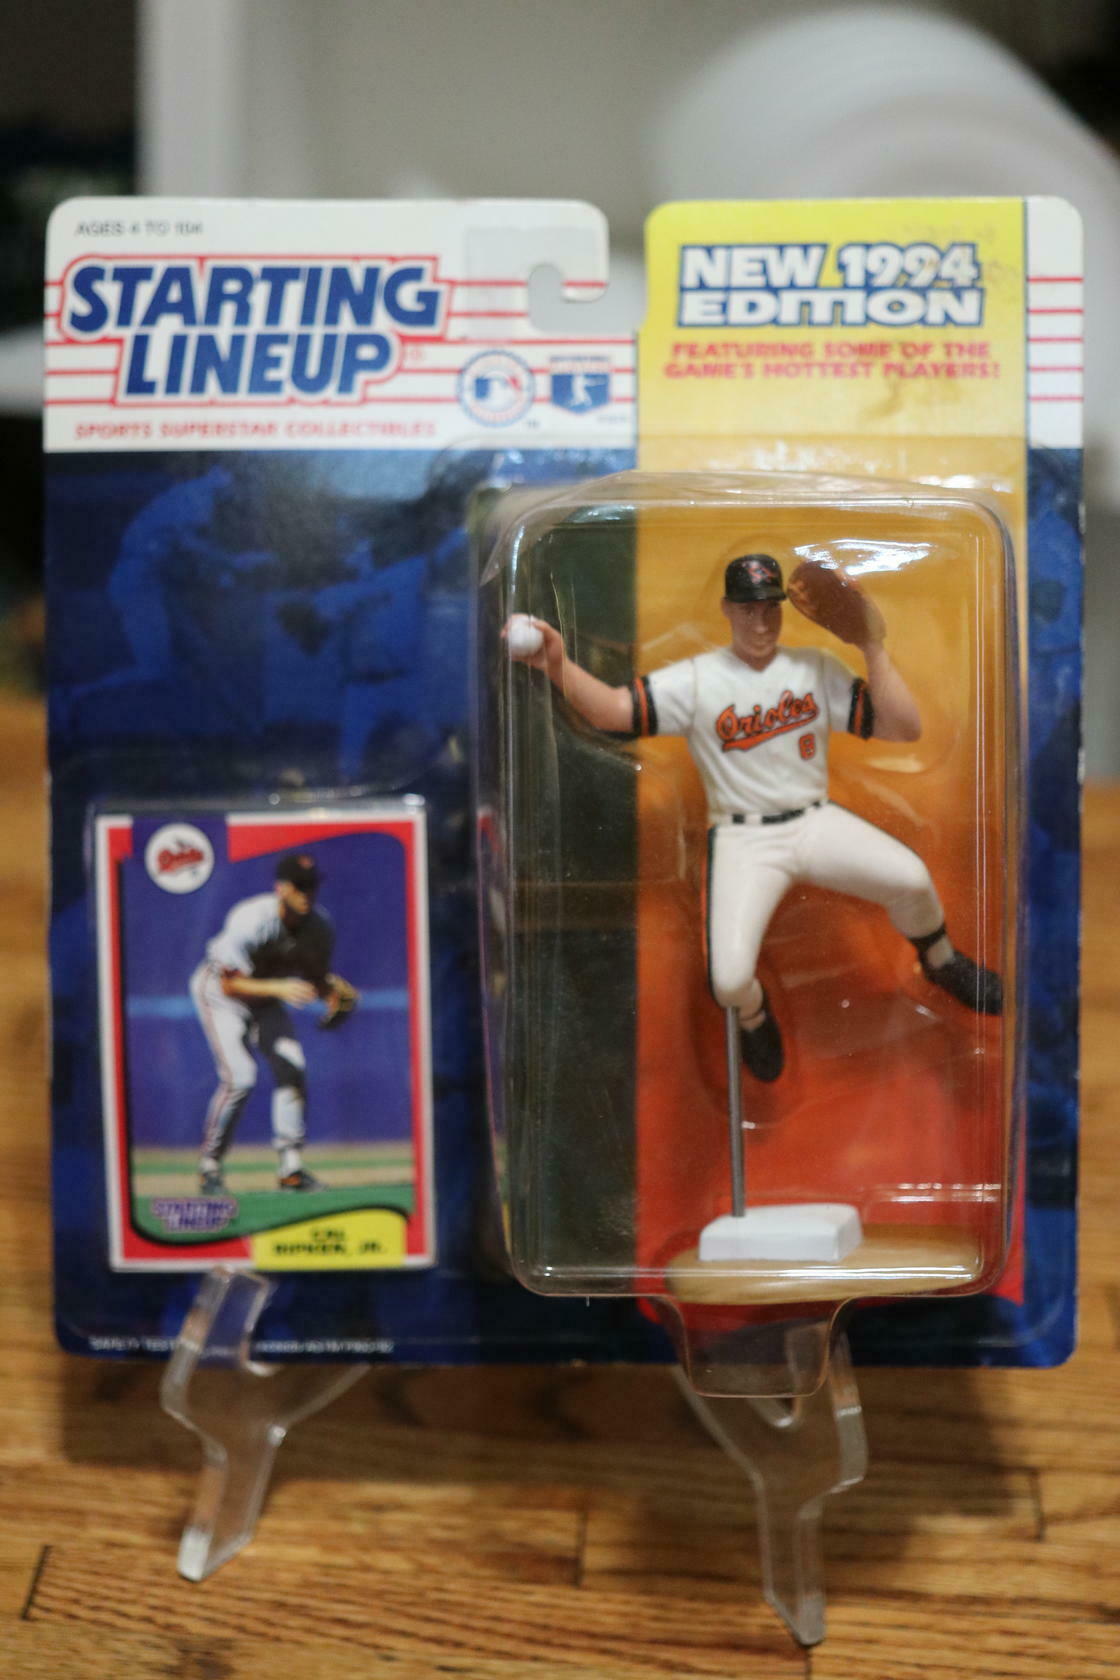 AGES 4 TO 104
STARTING
LINEUP
SPORTS SUPERSTAR COLLECTIBLES
NEW 1994
EDITION
FEATURING SOME OF THE
GAME'S HOTTEST PLAYERS!
Orioles
8
STARTING
LINEUP
CAL
RIPKEN, JR.
SAFETY